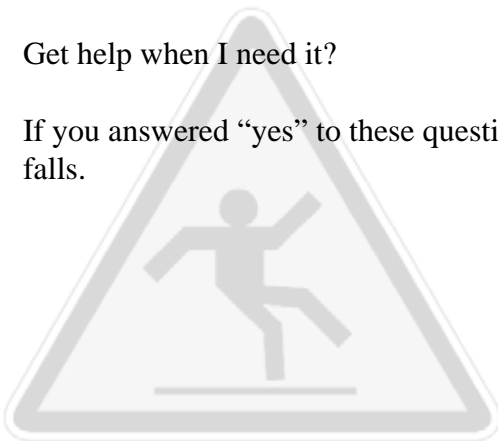 Get help when I need it?
If you answered “yes” to these questi
falls.